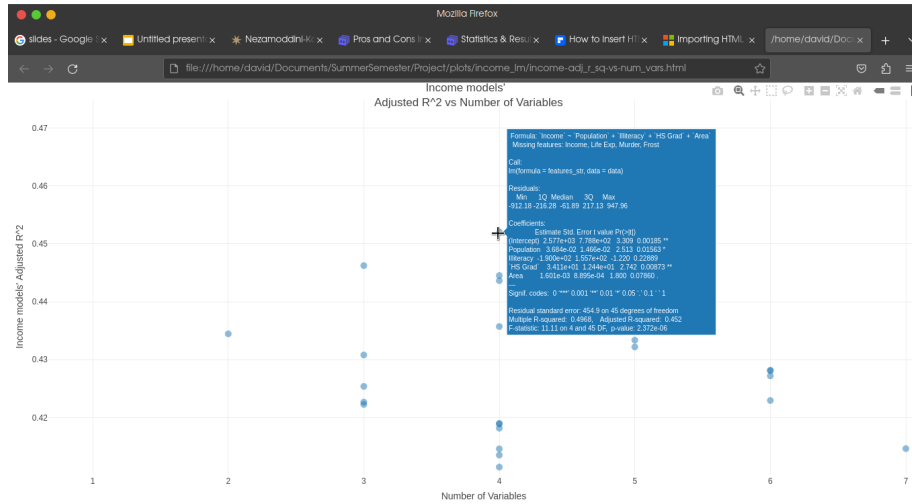 Mozilla Firefox
slides - Google S
Untitled present
Nezamoddini-K
Pros and Cons i
Statistics & Resu
How to Insert HT
Importing HTML
/home/david/Doc
file:///home/david/Documents/SummerSemester/Project/plots/income_lm/income-adj_r_sq-vs-num_vars.html
Income models'
Adjusted R^2 vs Number of Variables
Income models' Adjusted R^2
0.47
0.46
0.45
0.44
0.43
0.42
Formula: `Income` ~ `Population` + `Illiteracy` + `HS Grad` + `Area`
Missing features: Income, Life Exp, Murder, Frost
Call:
lm(formula = features_str, data = data)
Residuals:
Min 1Q Median 3Q Max
-912.18 -216.28 -61.89 217.13 947.96
Coefficients:
Estimate Std. Error t value Pr(>|t|)
(Intercept) 2.577e+03 7.788e+02 3.309 0.00185 **
Population 3.684e-02 1.466e-02 2.513 0.01563 *
Illiteracy -1.900e+02 1.557e+02 -1.220 0.22889
`HS Grad` 3.411e+01 1.244e+01 2.742 0.00873 **
Area 1.601e-03 8.895e-04 1.800 0.07860 .
---
Signif. codes: 0 '***' 0.001 '**' 0.01 '*' 0.05 '.' 0.1 ' ' 1
Residual standard error: 454.9 on 45 degrees of freedom
Multiple R-squared: 0.4968, Adjusted R-squared: 0.452
F-statistic: 11.11 on 4 and 45 DF, p-value: 2.372e-06
1 2 3 4 5 6 7
Number of Variables